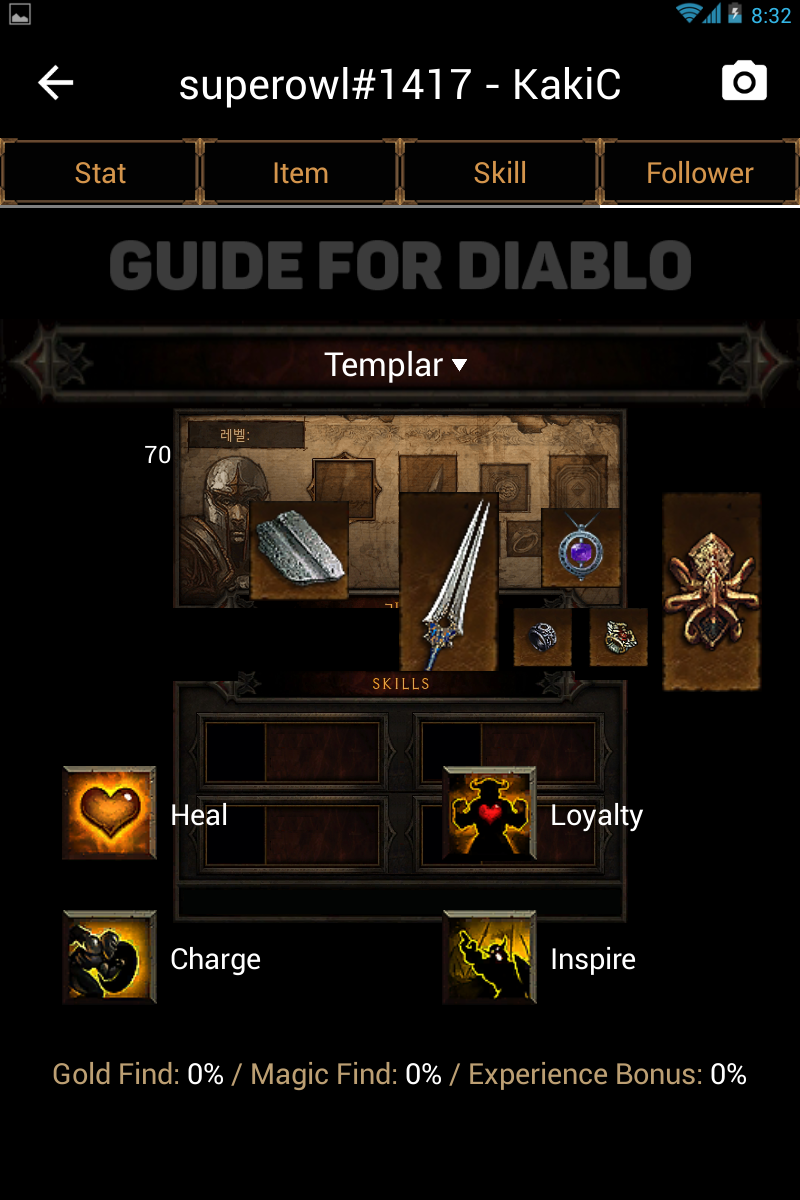 8:32
superowl#1417 - KakiC
Stat Item Skill Follower
GUIDE FOR DIABLO
Templar
레벨:
70
SKILLS
Heal Loyalty
Charge Inspire
Gold Find: 0% / Magic Find: 0% / Experience Bonus: 0%